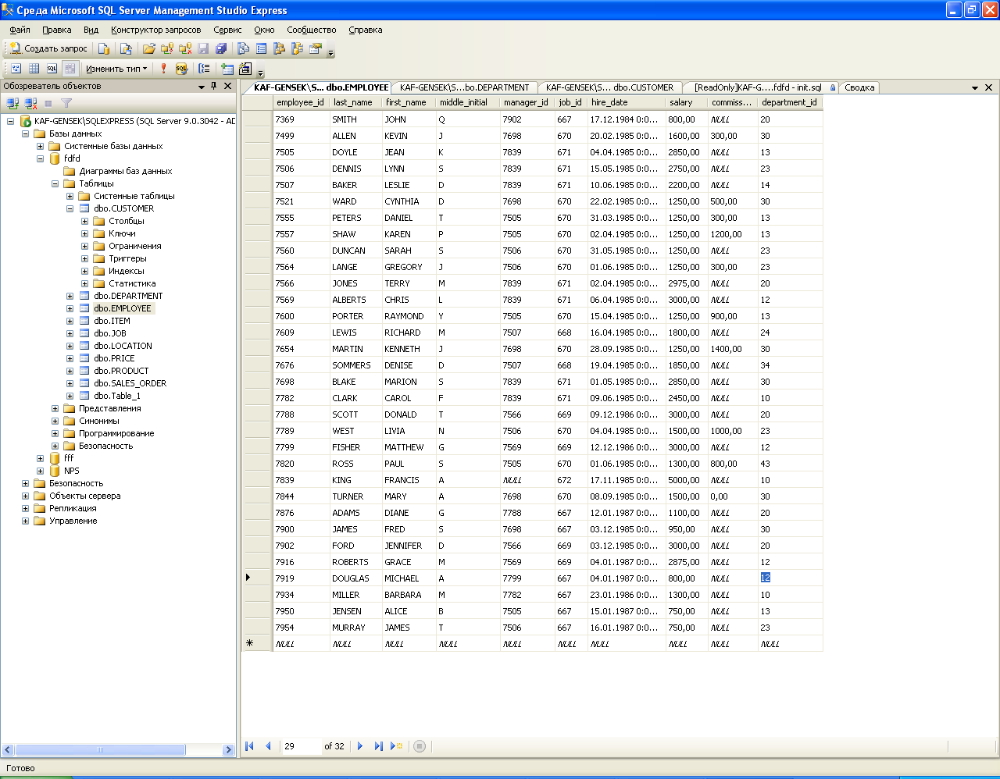 Среда Microsoft SQL Server Management Studio Express
Файл Правка Вид Конструктор запросов Сервис Окно Сообщество Справка
Создать запрос
Изменить тип
Обозреватель объектов
KAF-GENSEK\SQLEXPRESS (SQL Server 9.0.3042 - AD
Базы данных
Системные базы данных
fdfd
Диаграммы баз данных
Таблицы
Системные таблицы
dbo.CUSTOMER
Столбцы
Ключи
Ограничения
Триггеры
Индексы
Статистика
dbo.DEPARTMENT
dbo.EMPLOYEE
dbo.ITEM
dbo.JOB
dbo.LOCATION
dbo.PRICE
dbo.PRODUCT
dbo.SALES_ORDER
dbo.Table_1
Представления
Синонимы
Программирование
Безопасность
fff
NPS
Безопасность
Объекты сервера
Репликация
Управление
KAF-GENSEK\S... dbo.EMPLOYEE KAF-GENSEK\S...bo.DEPARTMENT KAF-GENSEK\S... dbo.CUSTOMER [ReadOnly]KAF-G....fdfd - init.sql Сводка
employee_id last_name first_name middle_initial manager_id job_id hire_date salary commiss... department_id
7369 SMITH JOHN Q 7902 667 17.12.1984 0:0... 800,00 NULL 20
7499 ALLEN KEVIN J 7698 670 20.02.1985 0:0... 1600,00 300,00 30
7505 DOYLE JEAN K 7839 671 04.04.1985 0:0... 2850,00 NULL 13
7506 DENNIS LYNN S 7839 671 15.05.1985 0:0... 2750,00 NULL 23
7507 BAKER LESLIE D 7839 671 10.06.1985 0:0... 2200,00 NULL 14
7521 WARD CYNTHIA D 7698 670 22.02.1985 0:0... 1250,00 500,00 30
7555 PETERS DANIEL T 7505 670 31.03.1985 0:0... 1250,00 300,00 13
7557 SHAW KAREN P 7505 670 02.04.1985 0:0... 1250,00 1200,00 13
7560 DUNCAN SARAH S 7506 670 31.05.1985 0:0... 1250,00 NULL 23
7564 LANGE GREGORY J 7506 670 01.06.1985 0:0... 1250,00 300,00 23
7566 JONES TERRY M 7839 671 02.04.1985 0:0... 2975,00 NULL 20
7569 ALBERTS CHRIS L 7839 671 06.04.1985 0:0... 3000,00 NULL 12
7600 PORTER RAYMOND Y 7505 670 15.04.1985 0:0... 1250,00 900,00 13
7609 LEWIS RICHARD M 7507 668 16.04.1985 0:0... 1800,00 NULL 24
7654 MARTIN KENNETH J 7698 670 28.09.1985 0:0... 1250,00 1400,00 30
7676 SOMMERS DENISE D 7507 668 19.04.1985 0:0... 1850,00 NULL 34
7698 BLAKE MARION S 7839 671 01.05.1985 0:0... 2850,00 NULL 30
7782 CLARK CAROL F 7839 671 09.06.1985 0:0... 2450,00 NULL 10
7788 SCOTT DONALD T 7566 669 09.12.1986 0:0... 3000,00 NULL 20
7789 WEST LIVIA N 7506 670 04.04.1985 0:0... 1500,00 1000,00 23
7799 FISHER MATTHEW G 7569 669 12.12.1986 0:0... 3000,00 NULL 12
7820 ROSS PAUL S 7505 670 01.06.1985 0:0... 1300,00 800,00 43
7839 KING FRANCIS A NULL 672 17.11.1985 0:0... 5000,00 NULL 10
7844 TURNER MARY A 7698 670 08.09.1985 0:0... 1500,00 0,00 30
7876 ADAMS DIANE G 7788 667 12.01.1987 0:0... 1100,00 NULL 20
7900 JAMES FRED S 7698 667 03.12.1985 0:0... 950,00 NULL 30
7902 FORD JENNIFER D 7566 669 03.12.1985 0:0... 3000,00 NULL 20
7916 ROBERTS GRACE M 7569 669 04.01.1987 0:0... 2875,00 NULL 12
7919 DOUGLAS MICHAEL A 7799 667 04.01.1987 0:0... 800,00 NULL 12
7934 MILLER BARBARA M 7782 667 23.01.1986 0:0... 1300,00 NULL 10
7950 JENSEN ALICE B 7505 667 15.01.1987 0:0... 750,00 NULL 13
7954 MURRAY JAMES T 7506 667 16.01.1987 0:0... 750,00 NULL 23
NULL NULL NULL NULL NULL NULL NULL NULL NULL NULL
29 of 32
Готово